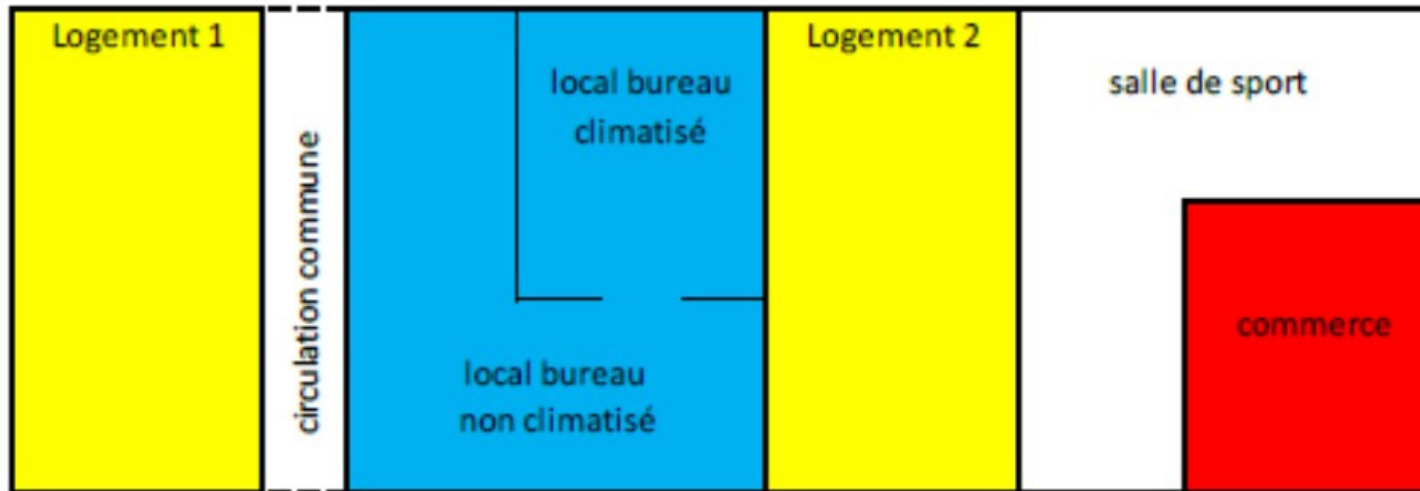 Logement 1
circulation commune
local bureau
climatisé
local bureau
non climatisé
Logement 2
salle de sport
commerce